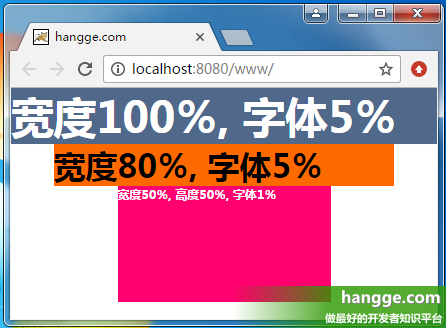 hangge.com
localhost:8080/www/
宽度100%, 字体5%
宽度80%, 字体5%
宽度50%, 高度50%, 字体1%
hangge.com
做最好的开发者知识平台